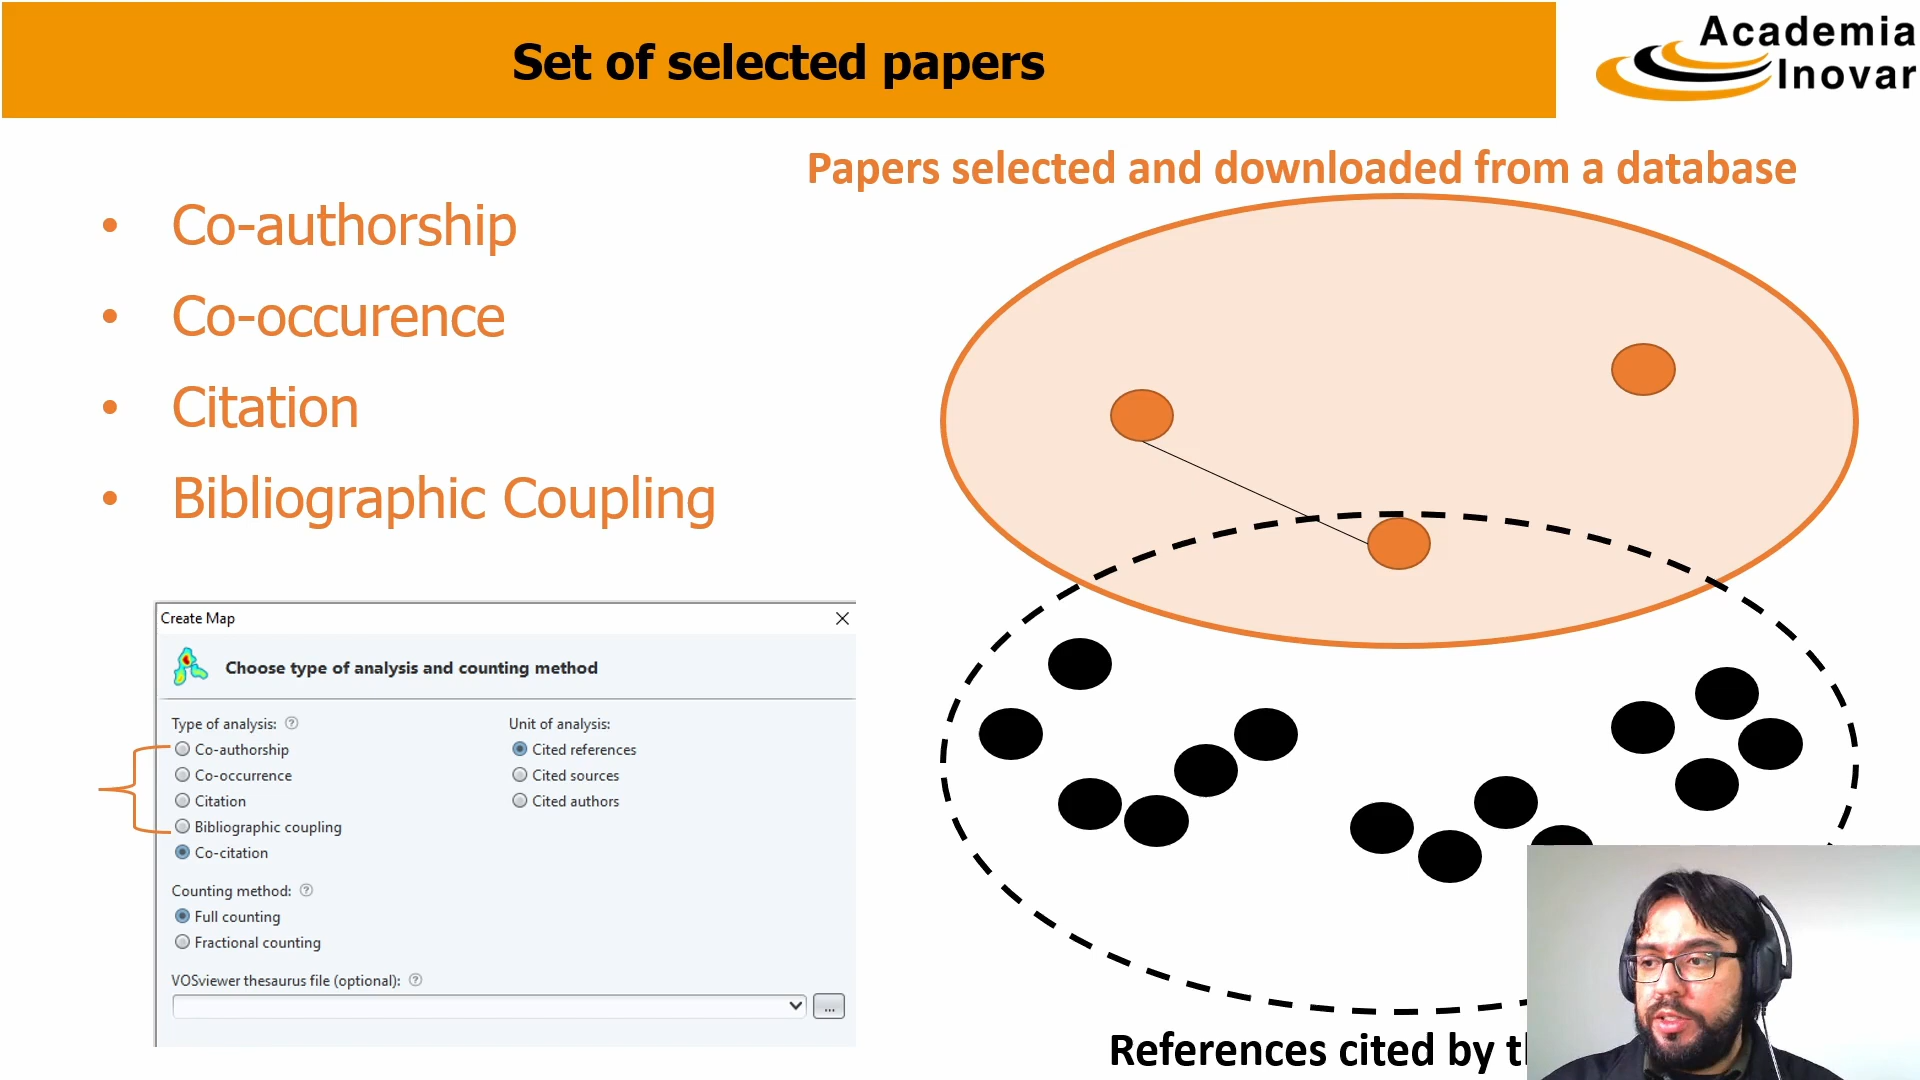 Set of selected papers
Academia
Inovar
Papers selected and downloaded from a database
• Co-authorship
• Co-occurence
• Citation
• Bibliographic Coupling
Create Map
Choose type of analysis and counting method
Type of analysis:
Co-authorship
Co-occurrence
Citation
Bibliographic coupling
Co-citation
Unit of analysis:
Cited references
Cited sources
Cited authors
Counting method:
Full counting
Fractional counting
VOSviewer thesaurus file (optional):
...
References cited by